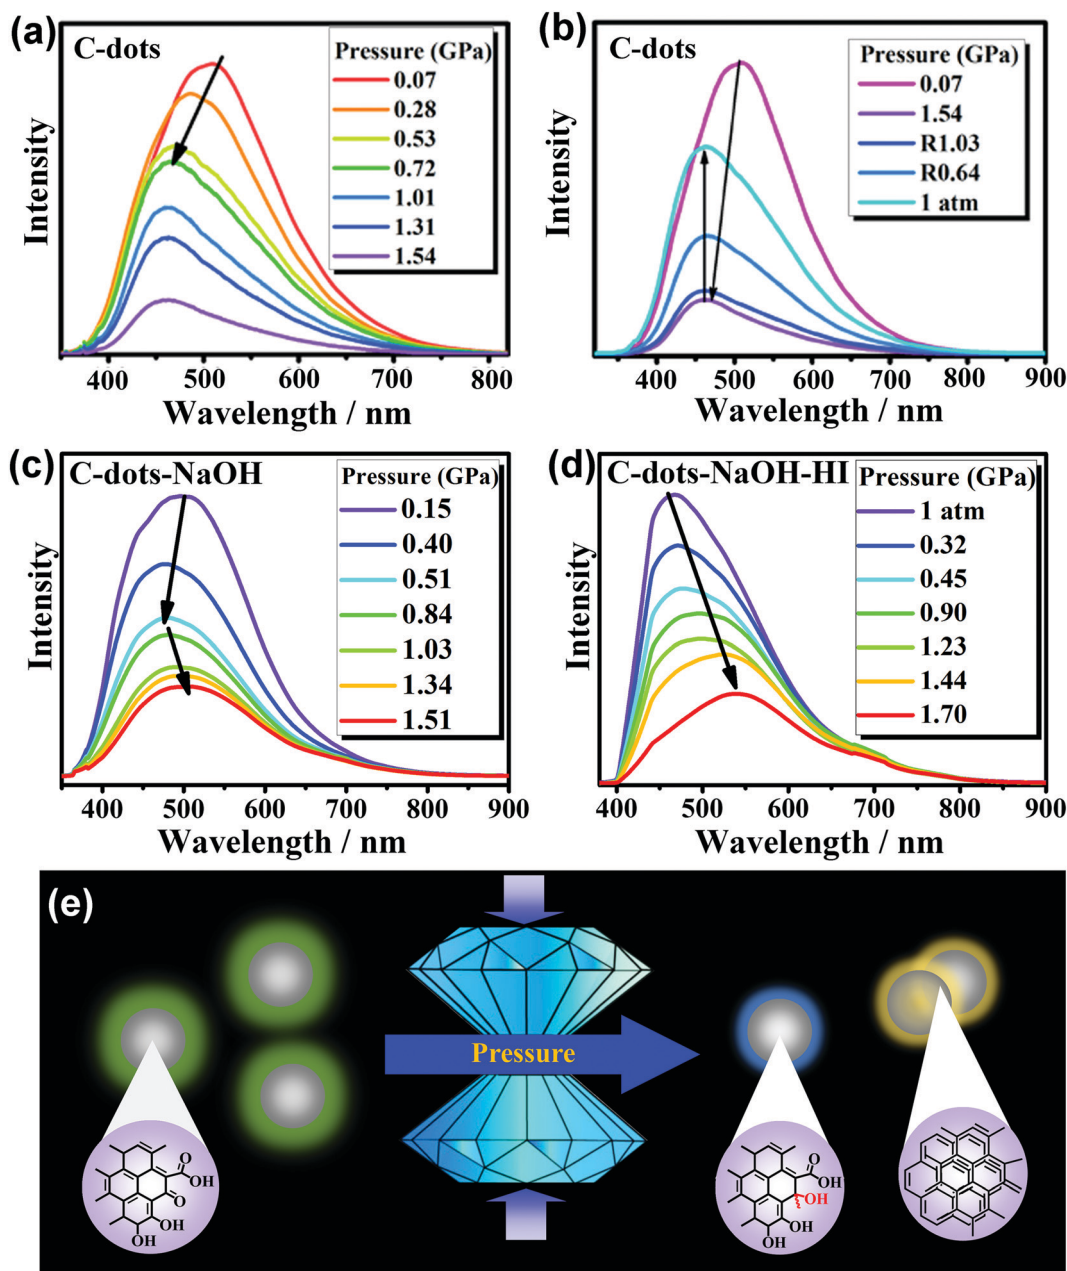 (a)
C-dots
Pressure (GPa)
0.07
0.28
0.53
0.72
1.01
1.31
1.54
Intensity
400 500 600 700 800
Wavelength / nm
(b)
C-dots
Pressure (GPa)
0.07
1.54
R1.03
R0.64
1 atm
Intensity
400 500 600 700 800 900
Wavelength / nm
(c)
C-dots-NaOH
Pressure (GPa)
0.15
0.40
0.51
0.84
1.03
1.34
1.51
Intensity
400 500 600 700 800 900
Wavelength / nm
(d)
C-dots-NaOH-HI
Pressure (GPa)
1 atm
0.32
0.45
0.90
1.23
1.44
1.70
Intensity
400 500 600 700 800 900
Wavelength / nm
(e)
Pressure
O
OH
O
OH
OH
O
OH
OH
OH
OH